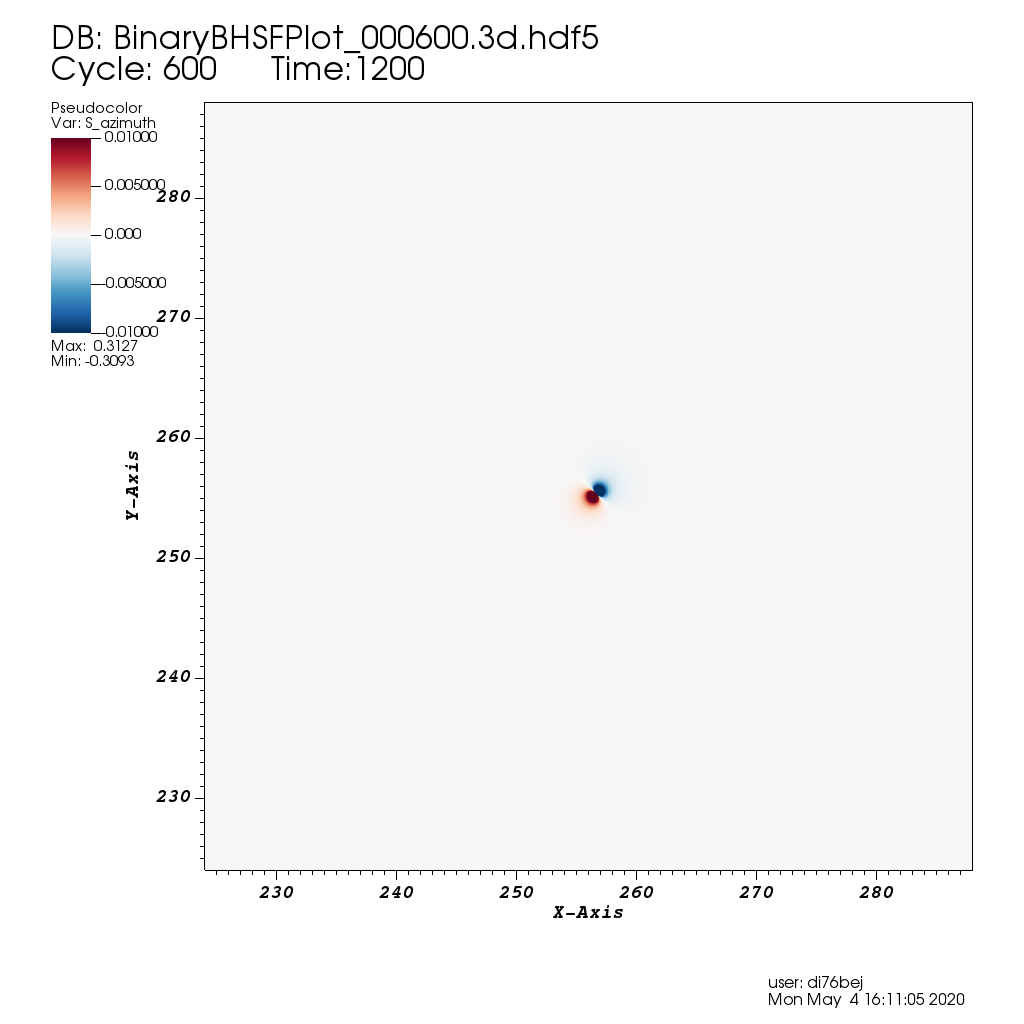 DB: BinaryBHSFPlot_000600.3d.hdf5
Cycle: 600 Time:1200
Pseudocolor
Var: S_azimuth
0.01000
0.005000
0.000
-0.005000
-0.01000
Max: 0.3127
Min: -0.3093
280
270
260
250
240
230
Y-Axis
230 240 250 260 270 280
X-Axis
user: di76bej
Mon May 4 16:11:05 2020